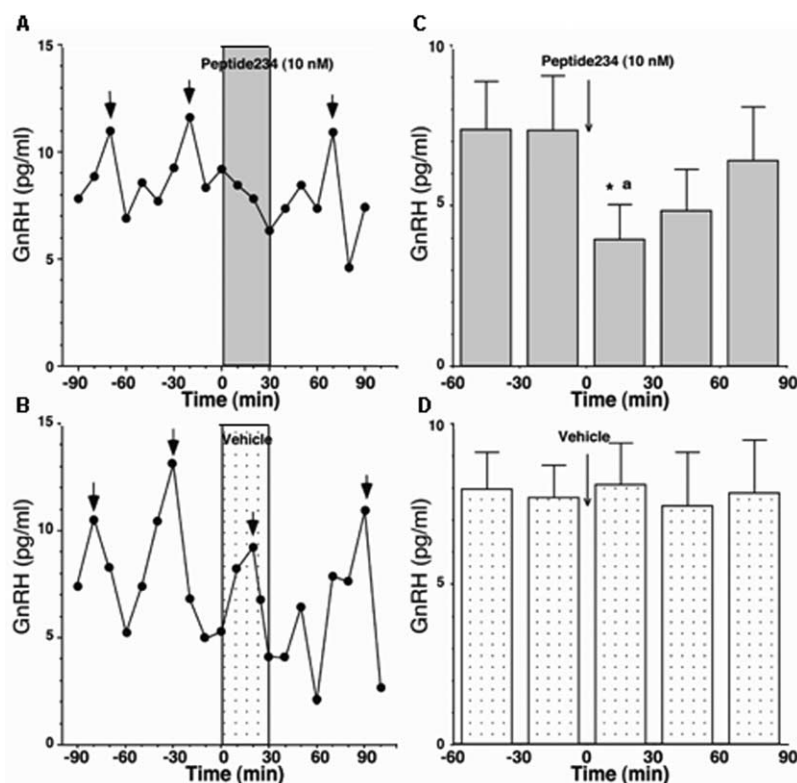 A
15
10
5
0
GnRH (pg/ml)
Peptide234 (10 nM)
-90 -60 -30 0 30 60 90
Time (min)
C
10
5
0
GnRH (pg/ml)
Peptide234 (10 nM)
* a
-60 -30 0 30 60 90
Time (min)
B
15
10
5
0
GnRH (pg/ml)
Vehicle
-90 -60 -30 0 30 60 90
Time (min)
D
10
5
0
GnRH (pg/ml)
Vehicle
-60 -30 0 30 60 90
Time (min)